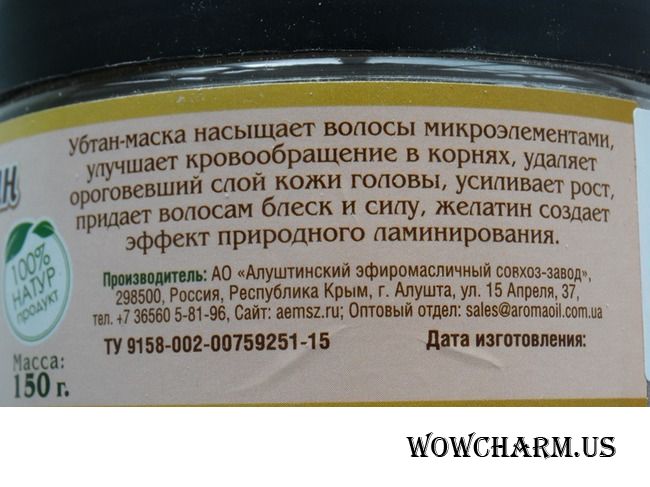 Убтан-маска насыщает волосы микроэлементами,
улучшает кровообращение в корнях, удаляет
ороговевший слой кожи головы, усиливает рост,
придает волосам блеск и силу, желатин создает
эффект природного ламинирования.
100%
НАТУР
продукт
Производитель: АО «Алуштинский эфиромасличный совхоз-завод»,
298500, Россия, Республика Крым, г. Алушта, ул. 15 Апреля, 37,
тел. +7 36560 5-81-96, Сайт: aemsz.ru; Оптовый отдел: sales@aromaoil.com.ua
ТУ 9158-002-00759251-15 Дата изготовления:
Масса:
150 г.
WOWCHARM.US